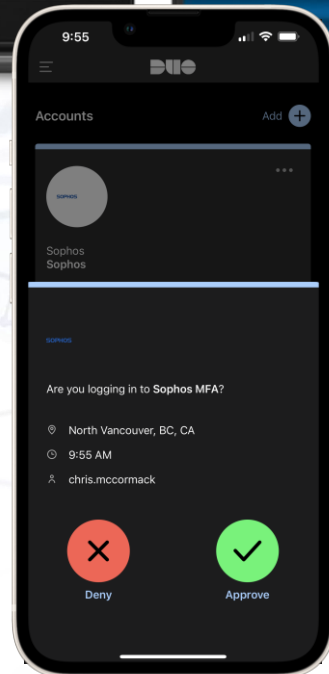 9:55
DUO
Accounts
Add
SOPHOS
Sophos
Sophos
SOPHOS
Are you logging in to Sophos MFA?
North Vancouver, BC, CA
9:55 AM
chris.mccormack
Deny
Approve